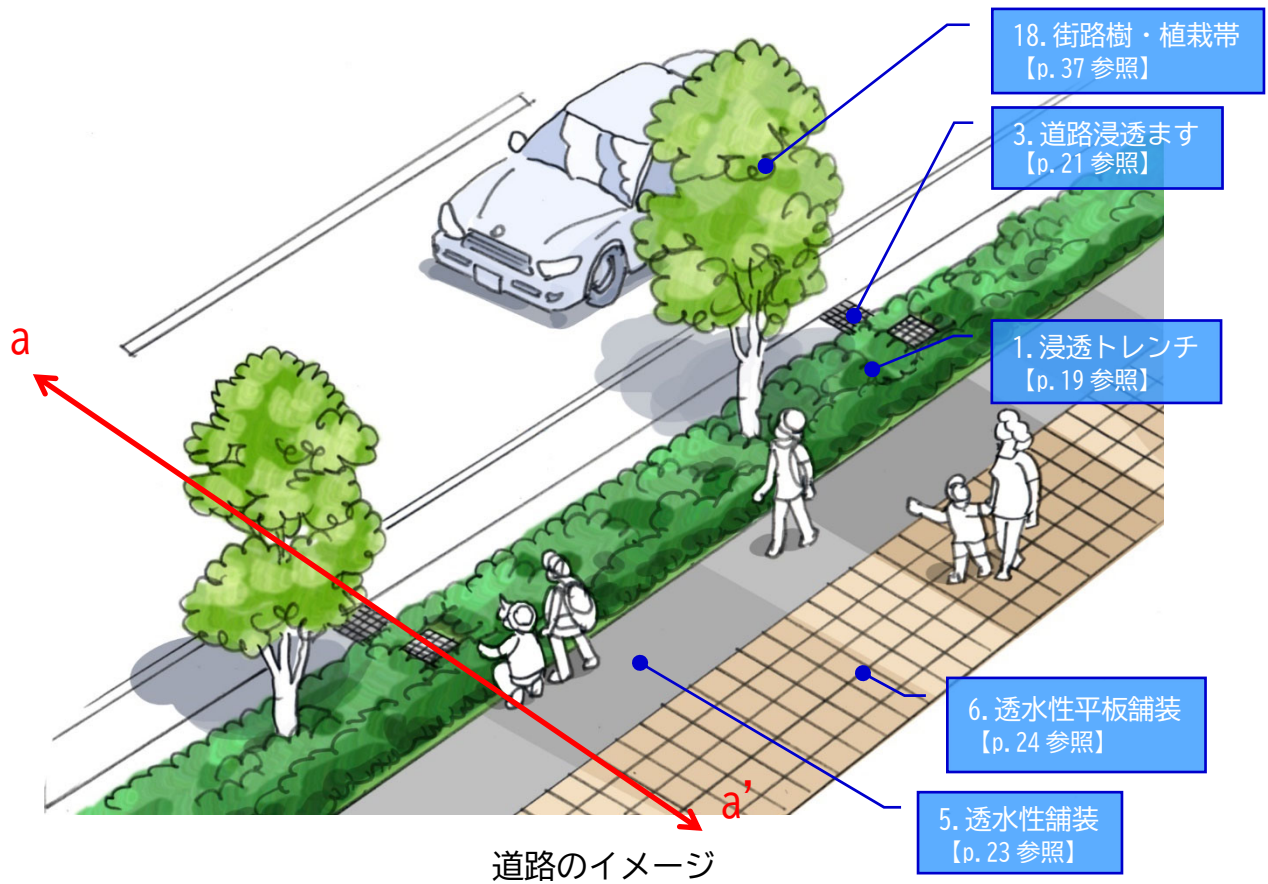 18.街路樹・植栽帯
【p.37 参照】
3.道路浸透ます
【p.21 参照】
1.浸透トレンチ
【p.19 参照】
a
6.透水性平板舗装
【p.24 参照】
a’
5.透水性舗装
【p.23 参照】
道路のイメージ